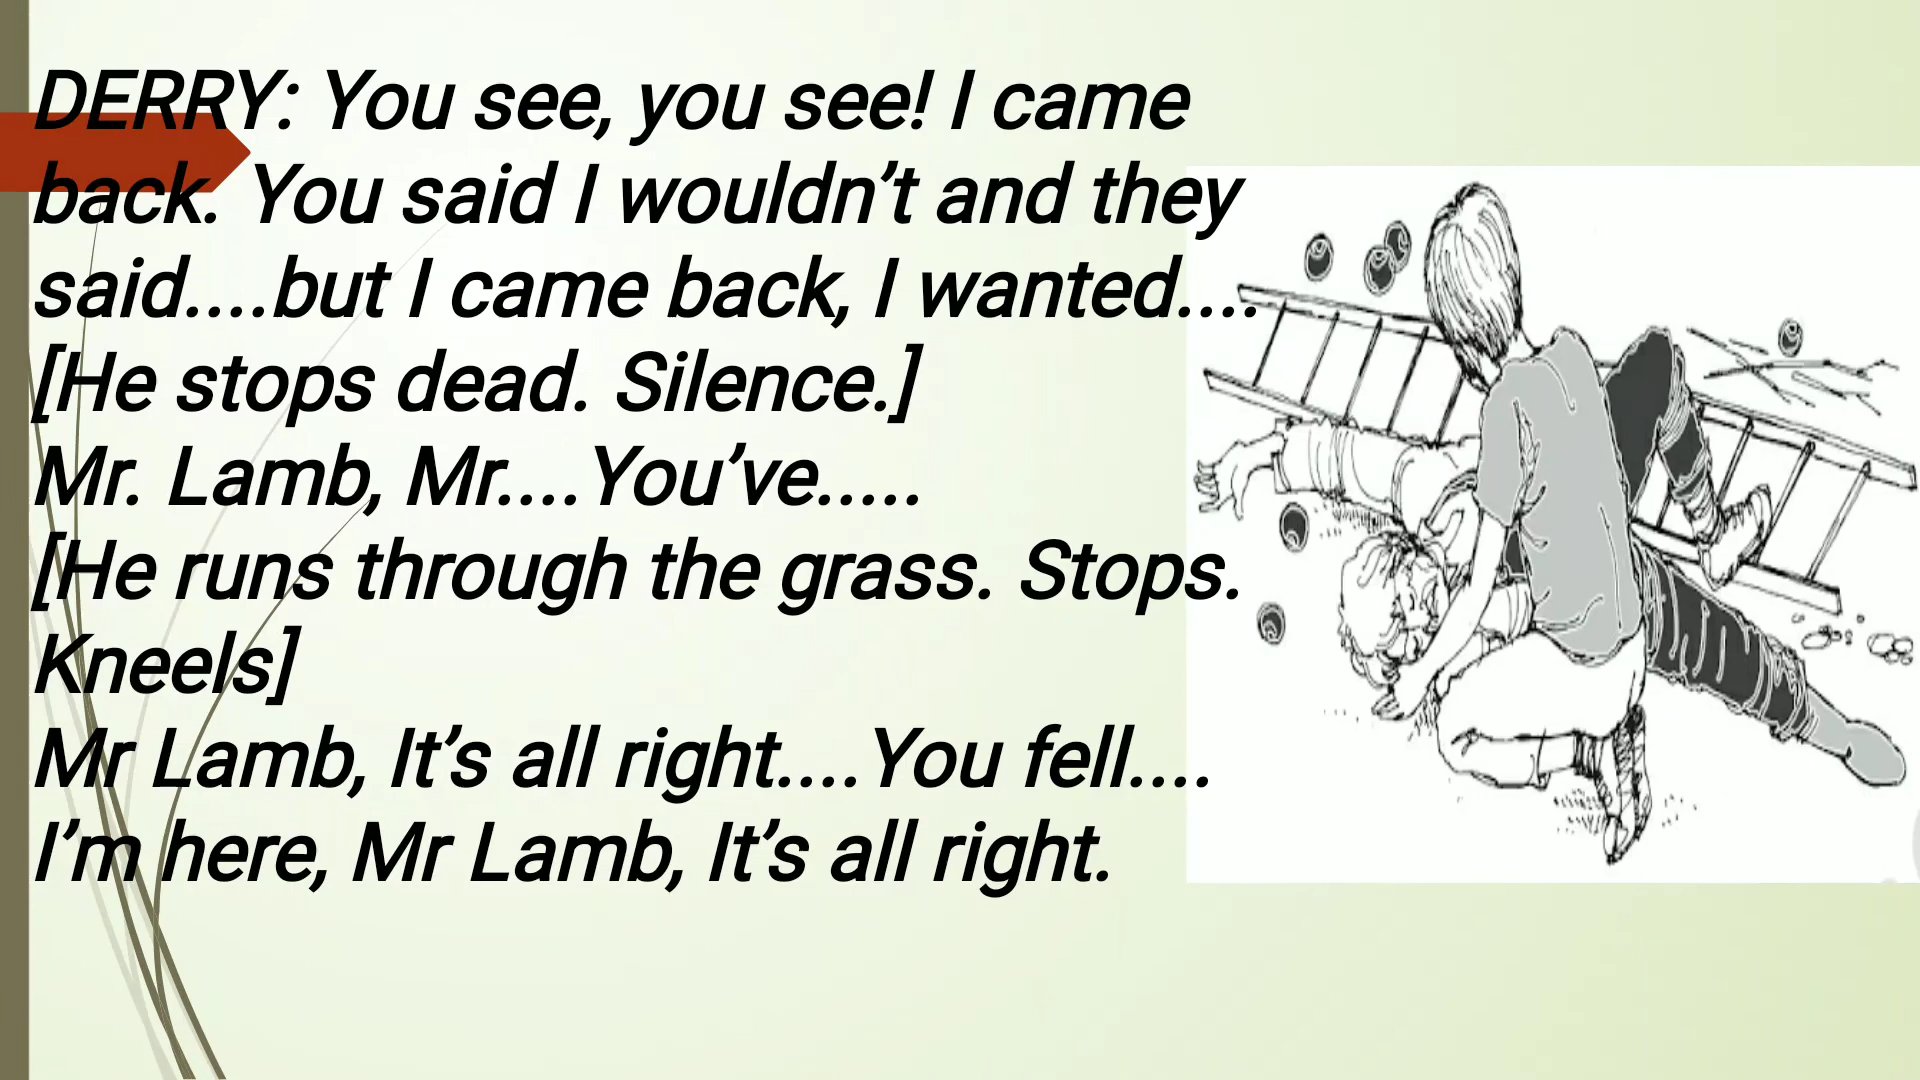 DERRY: You see, you see! I came
back. You said I wouldn’t and they
said....but I came back, I wanted....
[He stops dead. Silence.]
Mr. Lamb, Mr....You’ve.....
[He runs through the grass. Stops.
Kneels]
Mr Lamb, It’s all right....You fell....
I’m here, Mr Lamb, It’s all right.